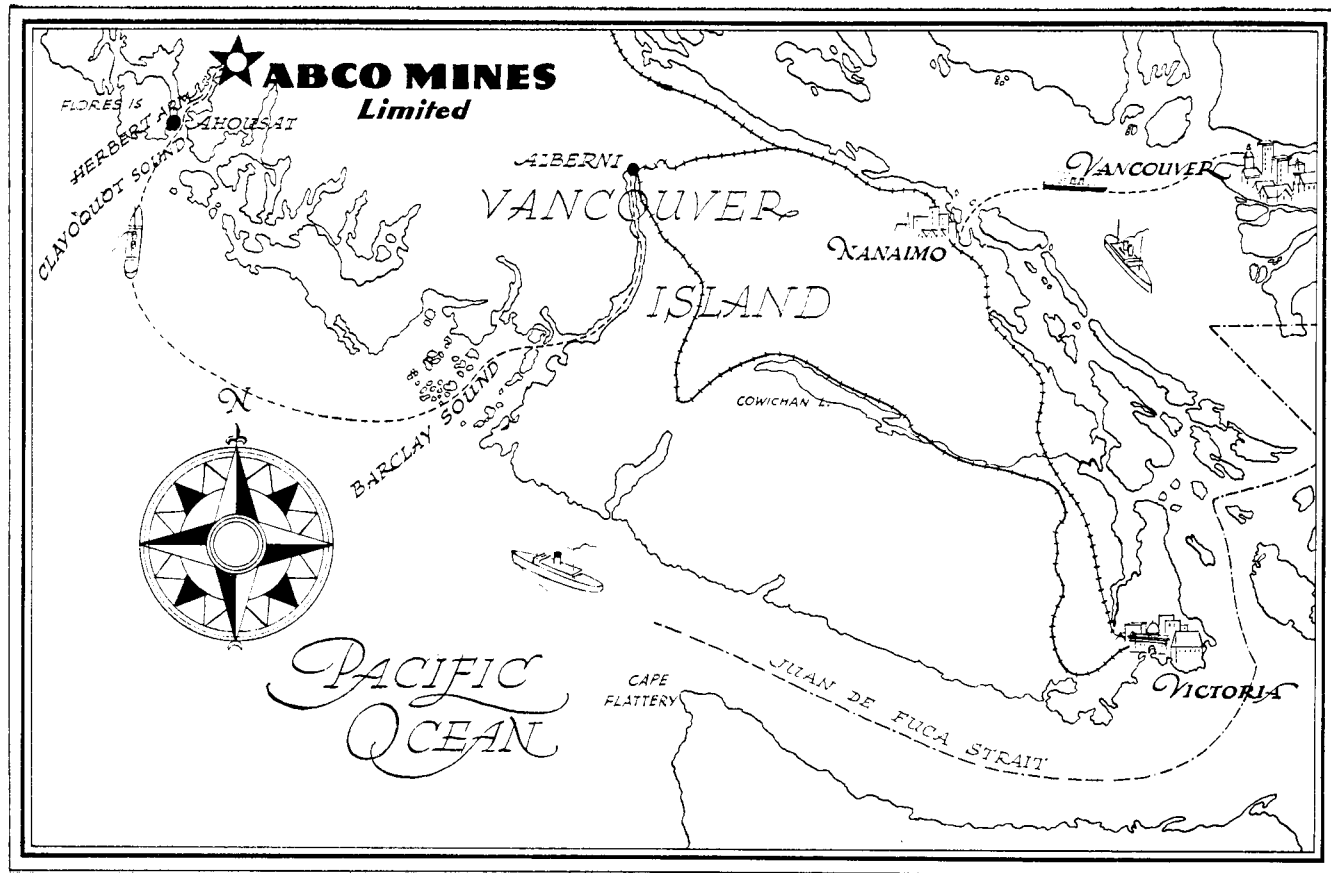 ABCO MINES
Limited
FLORES IS
HERBERT ARM
AHOUSAT
CLAYOQUOT SOUND
ALBERNI
VANCOUVER
ISLAND
VANCOUVER
NANAIMO
COWICHAN L.
BARCLAY SOUND
N
PACIFIC
OCEAN
CAPE
FLATTERY
JUAN DE FUCA STRAIT
VICTORIA